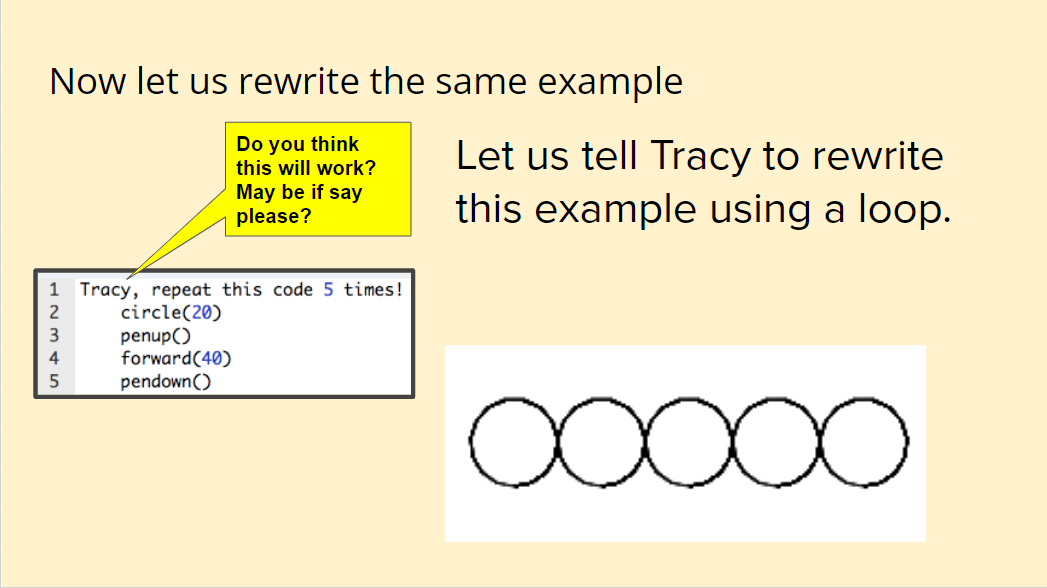 Now let us rewrite the same example
Do you think
this will work?
May be if say
please?
Let us tell Tracy to rewrite
this example using a loop.
1 Tracy, repeat this code 5 times!
2 circle(20)
3 penup()
4 forward(40)
5 pendown()